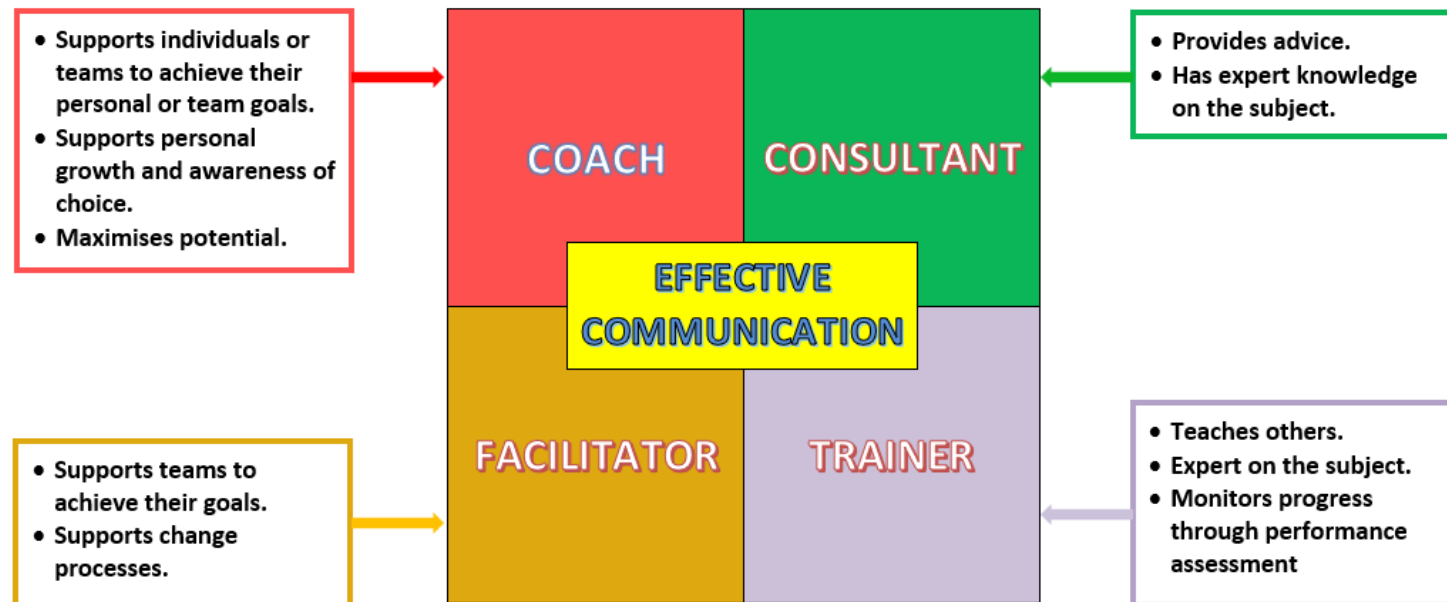 • Supports individuals or
teams to achieve their
personal or team goals.
• Supports personal
growth and awareness of
choice.
• Maximises potential.
COACH
CONSULTANT
• Provides advice.
• Has expert knowledge
on the subject.
EFFECTIVE
COMMUNICATION
• Supports teams to
achieve their goals.
• Supports change
processes.
FACILITATOR
TRAINER
• Teaches others.
• Expert on the subject.
• Monitors progress
through performance
assessment